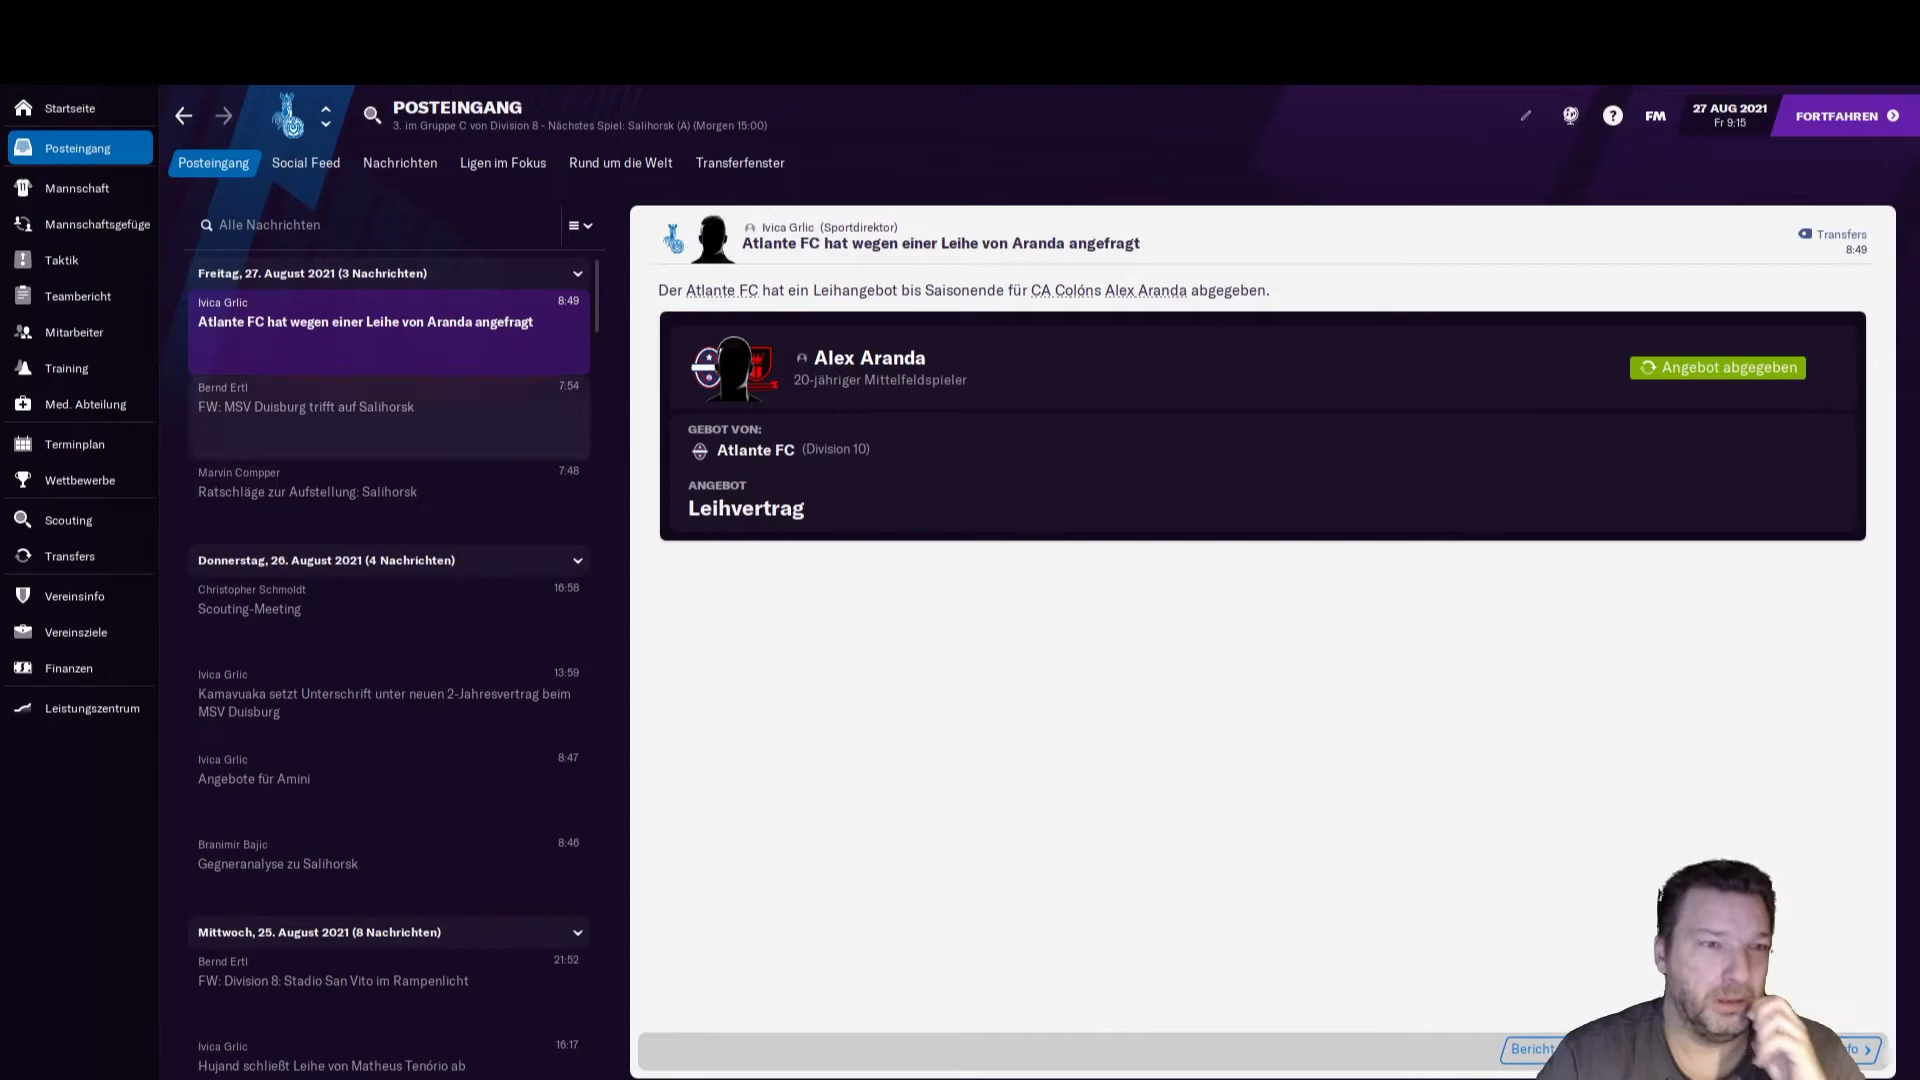 Startseite
Posteingang
Mannschaft
Mannschaftsgefüge
Taktik
Teambericht
Mitarbeiter
Training
Med. Abteilung
Terminplan
Wettbewerbe
Scouting
Transfers
Vereinsinfo
Vereinsziele
Finanzen
Leistungszentrum
POSTEINGANG
3. im Gruppe C von Division 8 - Nächstes Spiel: Salihorsk (A) (Morgen 15:00)
? FM 27 AUG 2021 FORTFAHREN
Fr 9:15
Posteingang Social Feed Nachrichten Ligen im Fokus Rund um die Welt Transferfenster
Alle Nachrichten
Freitag, 27. August 2021 (3 Nachrichten)
Ivica Grlic 8:49
Atlante FC hat wegen einer Leihe von Aranda angefragt
Bernd Ertl 7:54
FW: MSV Duisburg trifft auf Salihorsk
Marvin Compper 7:48
Ratschläge zur Aufstellung: Salihorsk
Donnerstag, 26. August 2021 (4 Nachrichten)
Christopher Schmoldt 16:58
Scouting-Meeting
Ivica Grlic 13:59
Kamavuaka setzt Unterschrift unter neuen 2-Jahresvertrag beim
MSV Duisburg
Ivica Grlic 8:47
Angebote für Amini
Branimir Bajic 8:46
Gegneranalyse zu Salihorsk
Mittwoch, 25. August 2021 (8 Nachrichten)
Bernd Ertl 21:52
FW: Division 8: Stadio San Vito im Rampenlicht
Ivica Grlic 16:17
Hujand schließt Leihe von Matheus Tenório ab
Ivica Grlic (Sportdirektor)
Atlante FC hat wegen einer Leihe von Aranda angefragt
Transfers
8:49
Der Atlante FC hat ein Leihangebot bis Saisonende für CA Colóns Alex Aranda abgegeben.
Alex Aranda
20-jähriger Mittelfeldspieler
Angebot abgegeben
GEBOT VON:
Atlante FC (Division 10)
ANGEBOT
Leihvertrag
Bericht